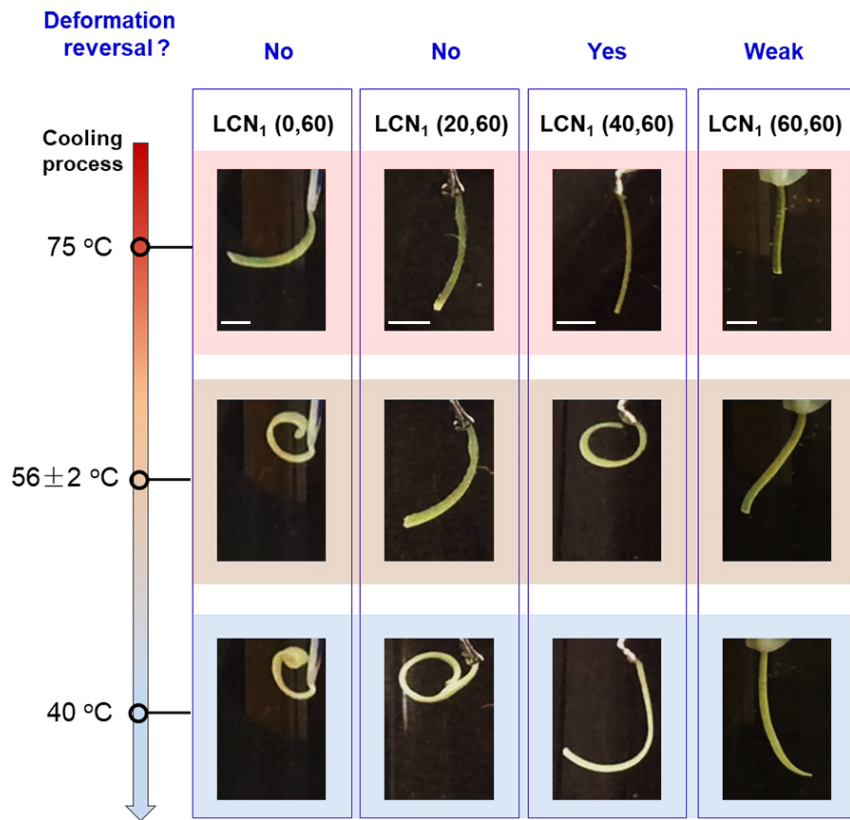 Deformation
reversal ?
No
No
Yes
Weak
Cooling
process
LCN₁ (0,60)
LCN₁ (20,60)
LCN₁ (40,60)
LCN₁ (60,60)
75 °C
56±2 °C
40 °C